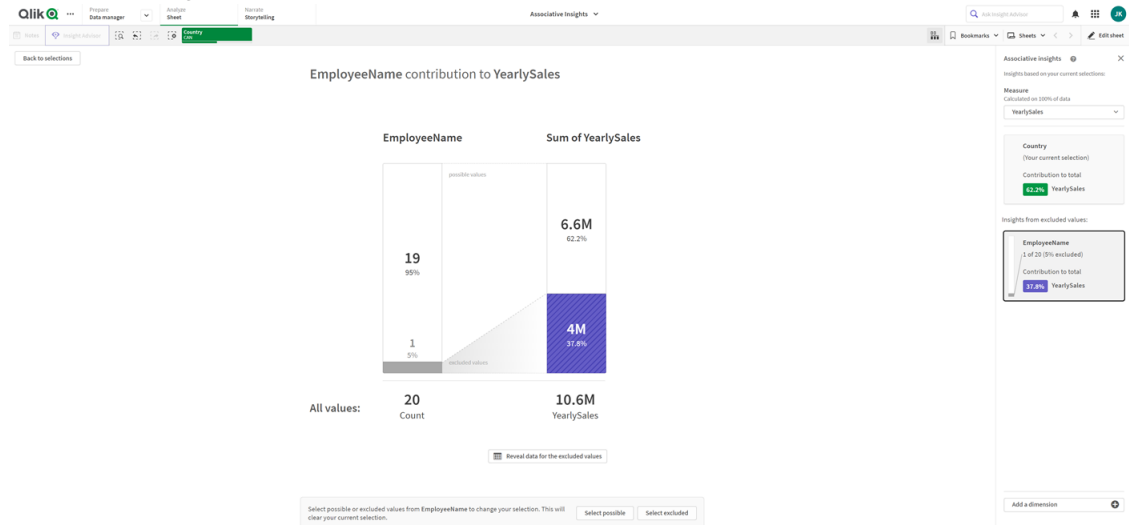 Qlik
Prepare
Data manager
Analyze
Sheet
Narrate
Storytelling
Associative Insights
Ask Insight Advisor
JK
Notes
Insight Advisor
Country
CAN
Bookmarks
Sheets
Edit sheet
Back to selections
EmployeeName contribution to YearlySales
EmployeeName
Sum of YearlySales
possible values
6.6M
62.2%
19
95%
4M
37.8%
1
5%
excluded values
All values:
20
Count
10.6M
YearlySales
Reveal data for the excluded values
Select possible or excluded values from EmployeeName to change your selection. This will
clear your current selection.
Select possible
Select excluded
Associative insights
Insights based on your current selections:
Measure
Calculated on 100% of data
YearlySales
Country
(Your current selection)
Contribution to total
62.2% YearlySales
Insights from excluded values:
EmployeeName
1 of 20 (5% excluded)
Contribution to total
37.8% YearlySales
Add a dimension